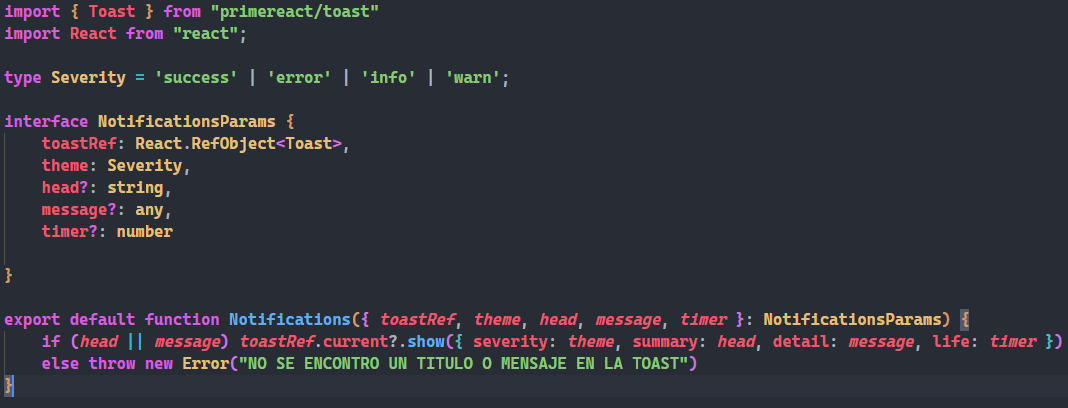 import { Toast } from "primereact/toast"
import React from "react";
type Severity = 'success' | 'error' | 'info' | 'warn';
interface NotificationsParams {
toastRef: React.RefObject<Toast>,
theme: Severity,
head?: string,
message?: any,
timer?: number
}
export default function Notifications({ toastRef, theme, head, message, timer }: NotificationsParams) {
if (head || message) toastRef.current?.show({ severity: theme, summary: head, detail: message, life: timer })
else throw new Error("NO SE ENCONTRO UN TITULO O MENSAJE EN LA TOAST")
}